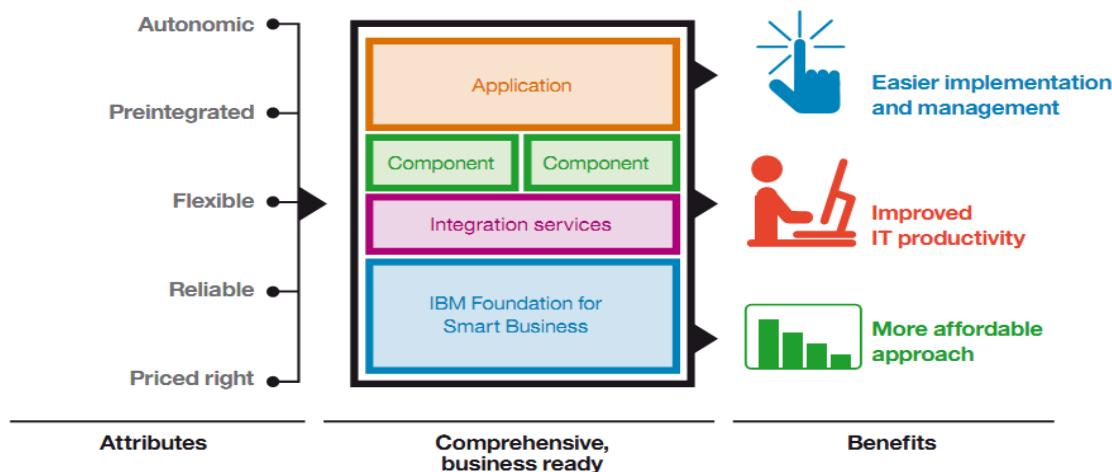 Autonomic
Preintegrated
Flexible
Reliable
Priced right
Attributes
Application
Component
Component
Integration services
IBM Foundation for
Smart Business
Comprehensive,
business ready
Easier implementation
and management
Improved
IT productivity
More affordable
approach
Benefits